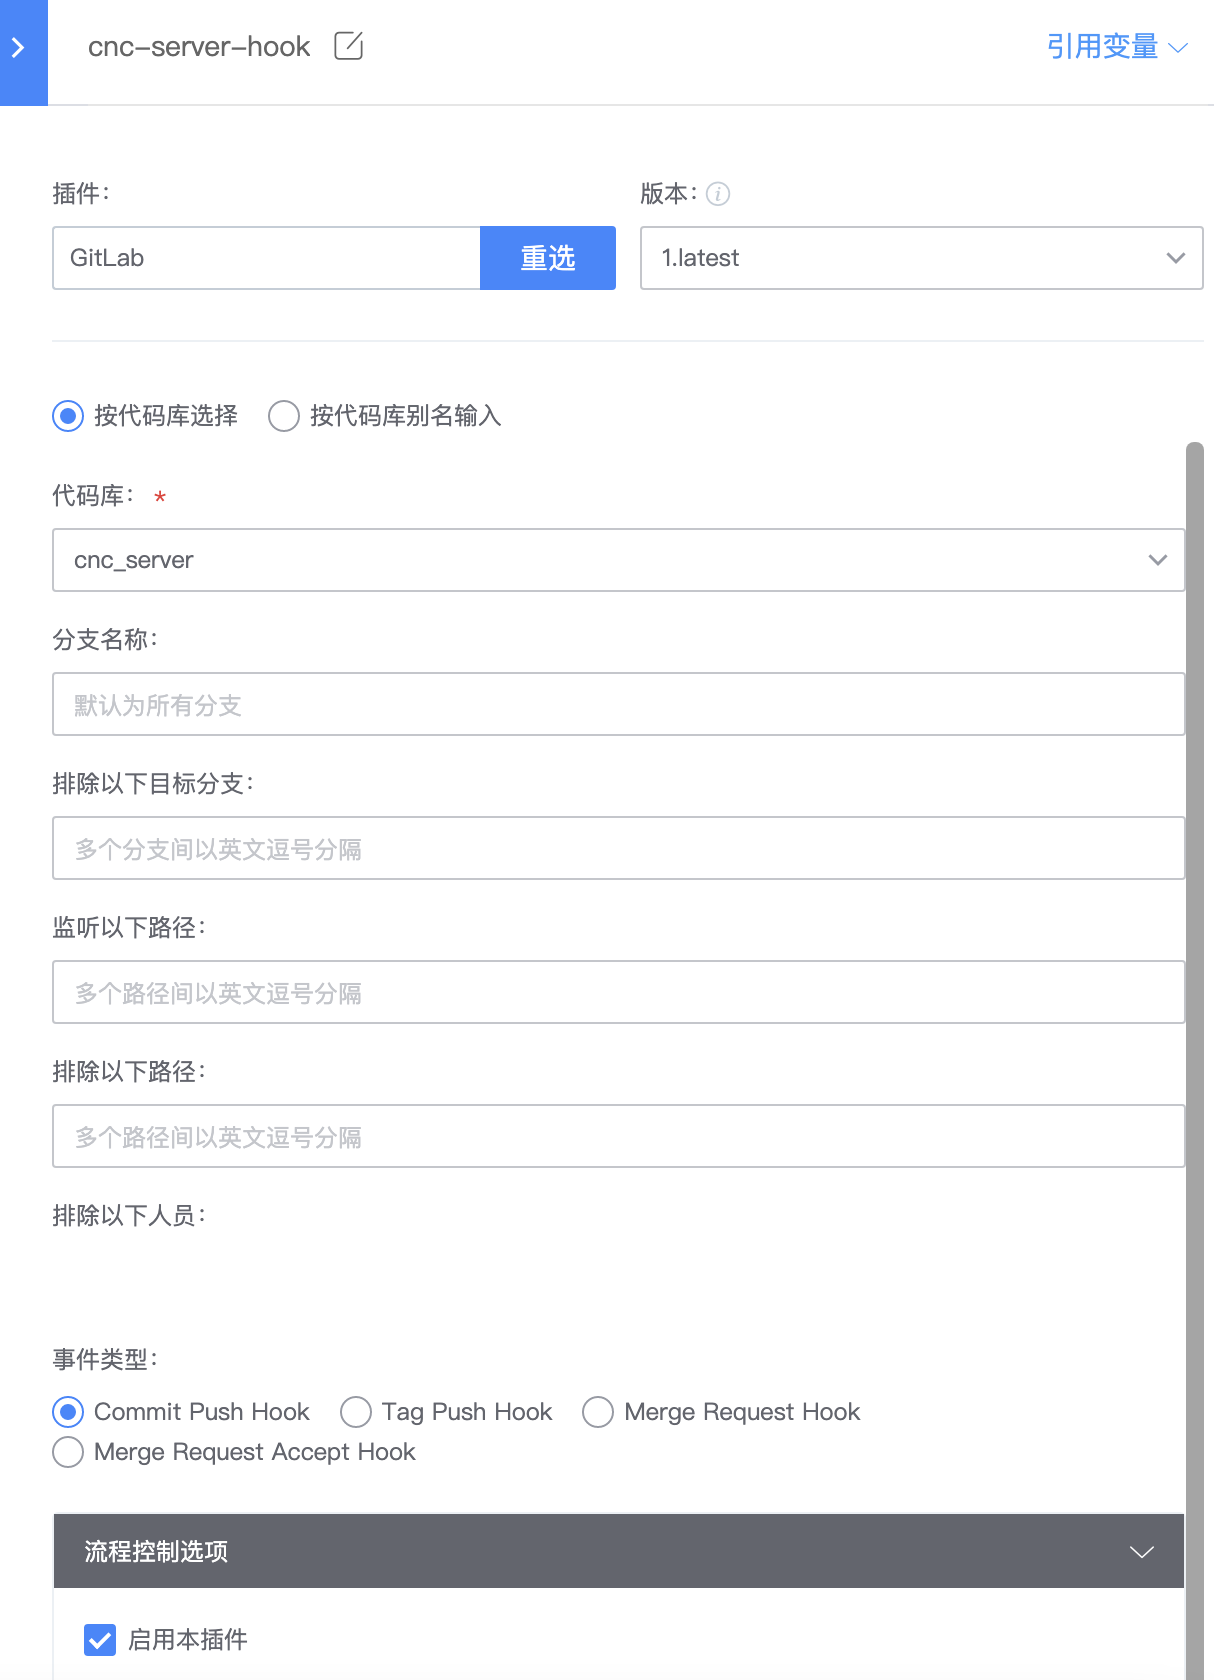 cnc-server-hook
引用变量
插件：
版本：
GitLab
重选
1.latest
按代码库选择
按代码库别名输入
代码库： *
cnc_server
分支名称：
默认为所有分支
排除以下目标分支：
多个分支间以英文逗号分隔
监听以下路径：
多个路径间以英文逗号分隔
排除以下路径：
多个路径间以英文逗号分隔
排除以下人员：
事件类型：
Commit Push Hook
Tag Push Hook
Merge Request Hook
Merge Request Accept Hook
流程控制选项
启用本插件